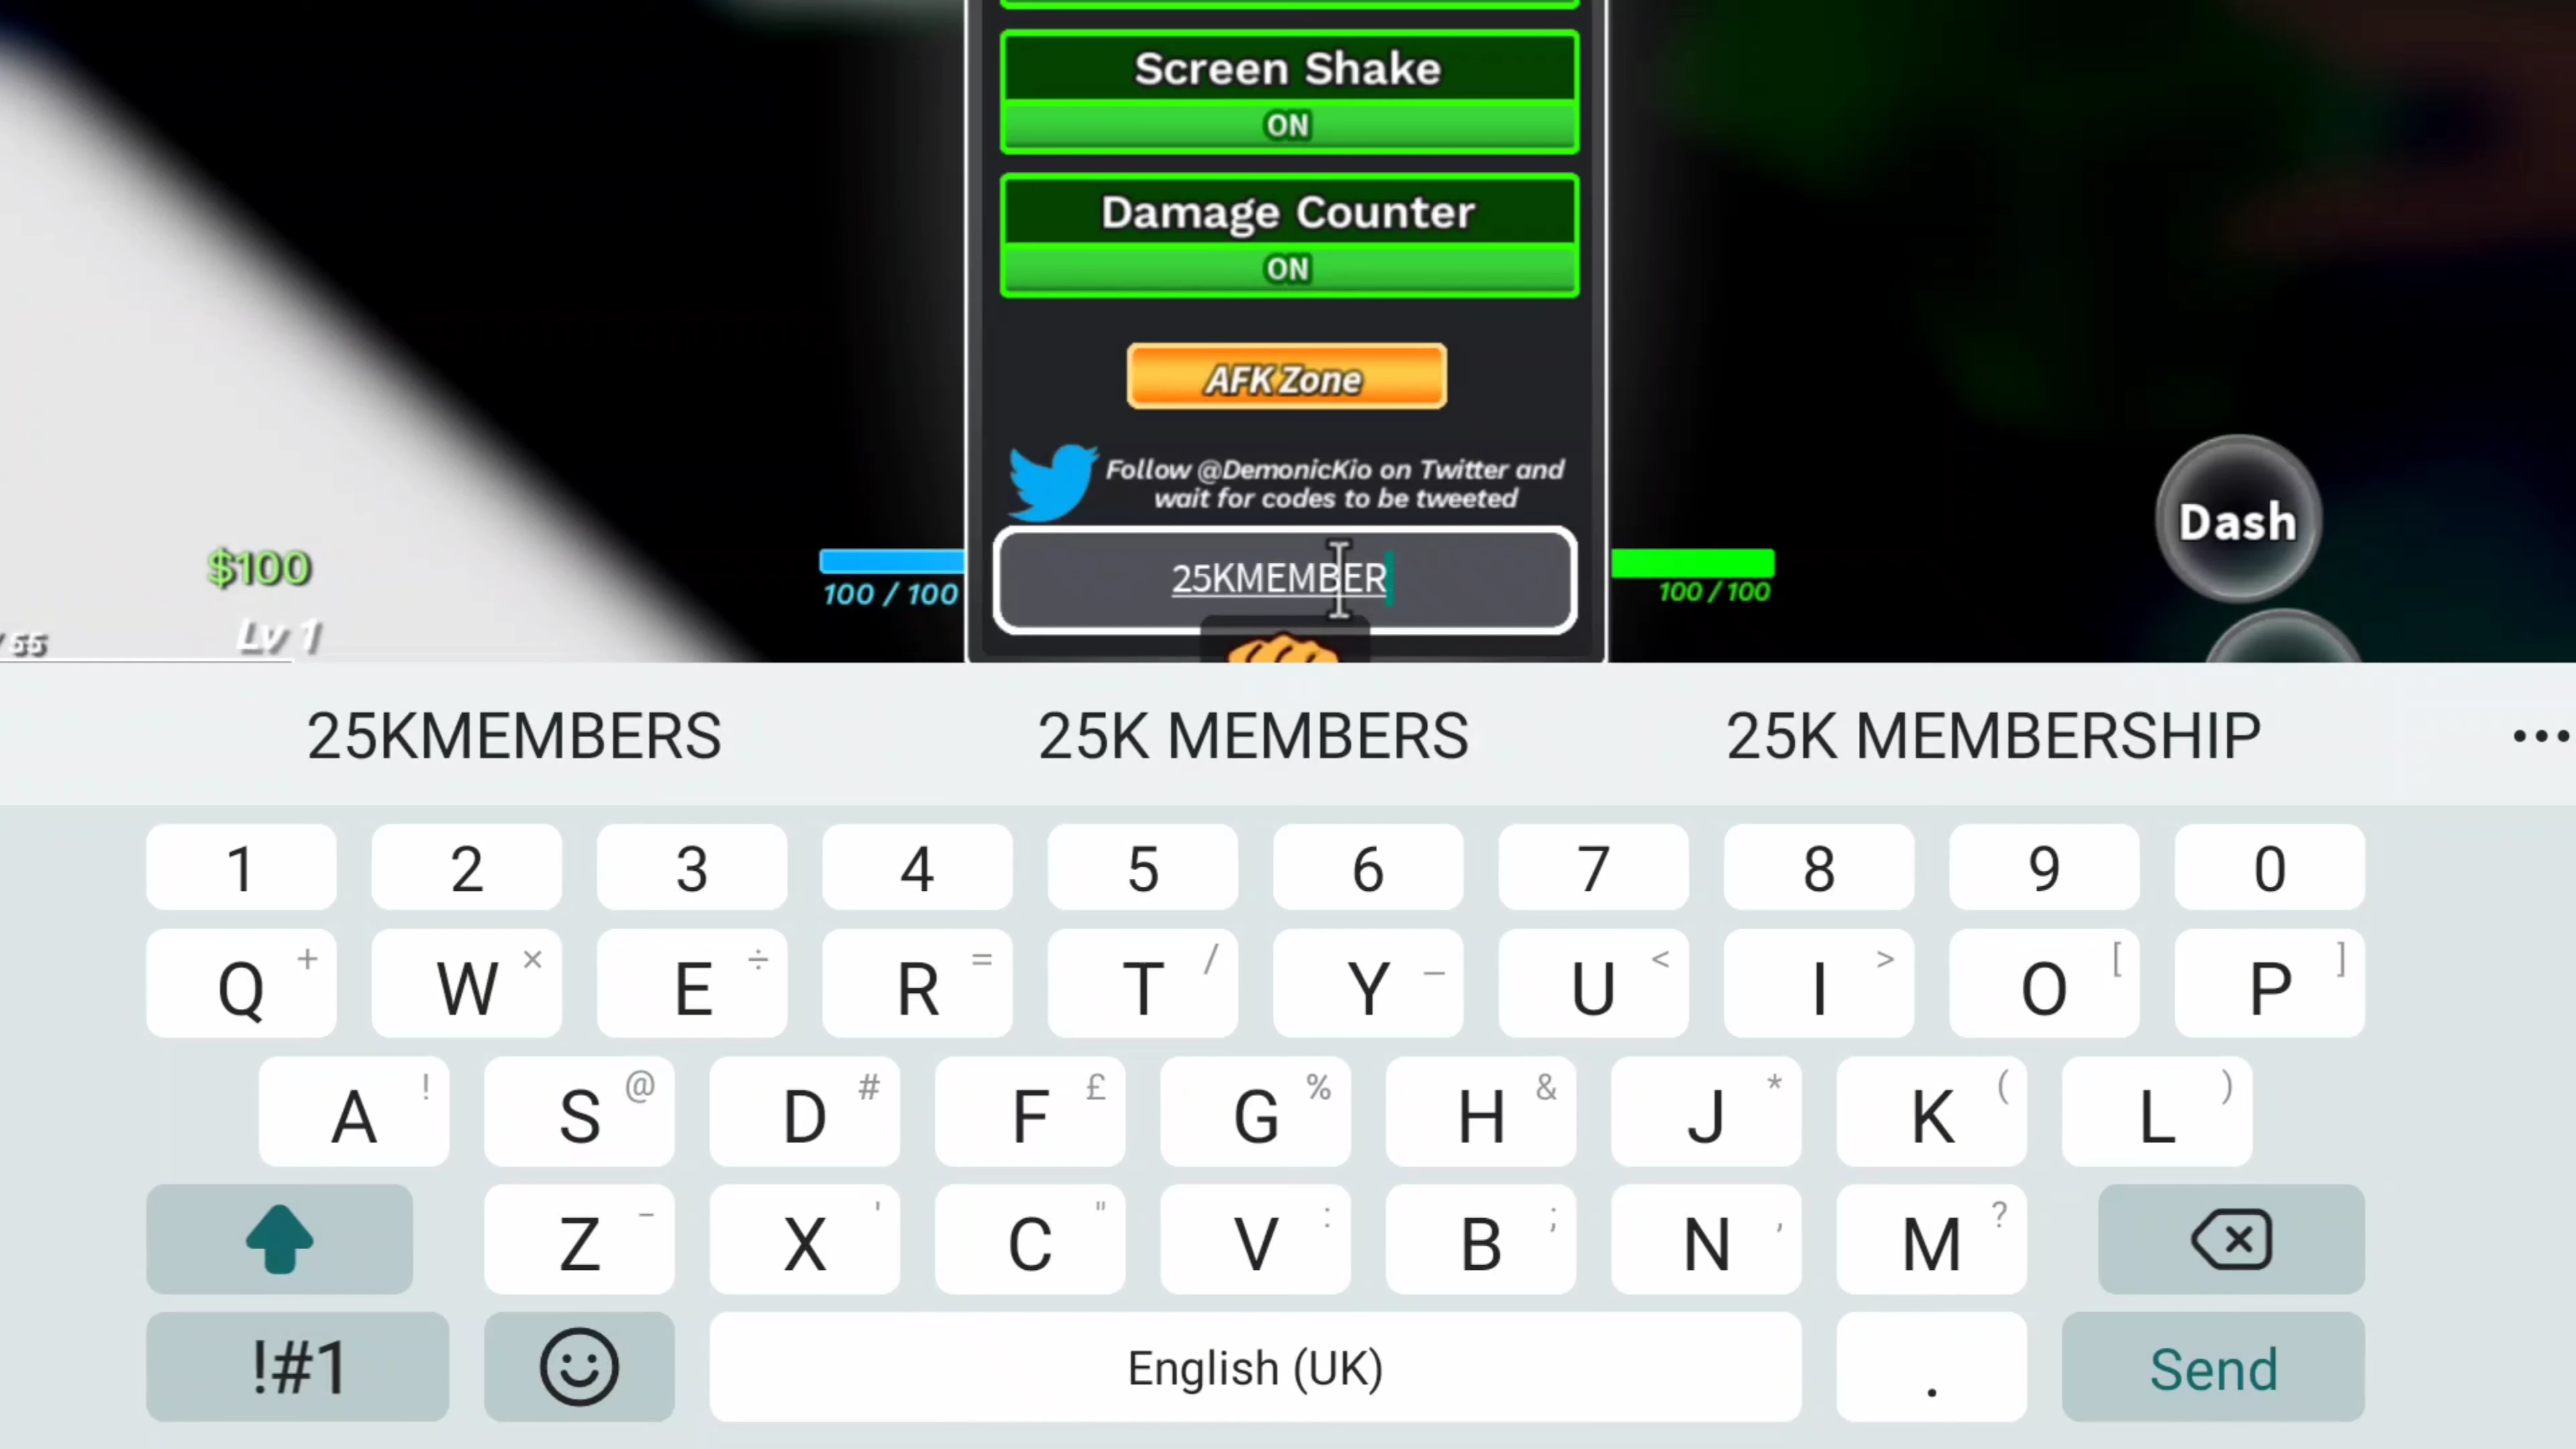 Screen Shake
ON
Damage Counter
ON
AFK Zone
Follow @DemonicKio on Twitter and
wait for codes to be tweeted
25KMEMBER
$100
Lv 1
/ 55
100 / 100
100 / 100
Dash
25KMEMBERS 25K MEMBERS 25K MEMBERSHIP ...
1 2 3 4 5 6 7 8 9 0
Q + W × E ÷ R = T / Y _ U < I > O [ P ]
A ! S @ D # F £ G % H & J * K ( L )
Z - X ' C " V : B ; N , M ?
!#1 English (UK) . Send